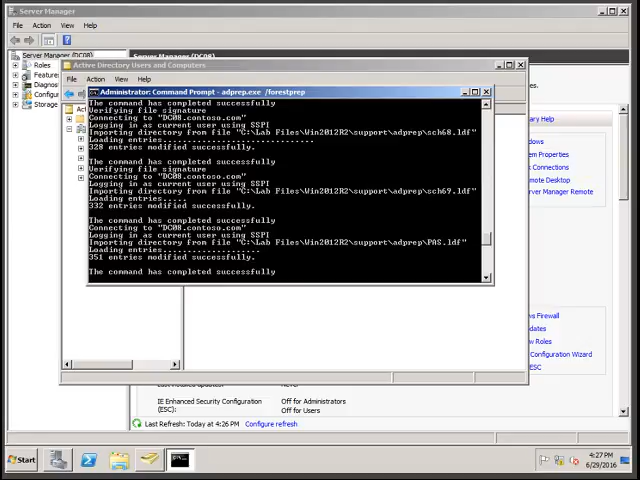 Server Manager
File Action View Help
Server Manager (DC08)
Roles
Feature
Diagnos
Configu
Storage
Active Directory Users and Computers
File Action View Help
Administrator: Command Prompt - adprep.exe /forestprep
The command has completed successfully
Verifying file signature
Connecting to "DC08.contoso.com"
Logging in as current user using SSPI
Importing directory from file "C:\Lab Files\Win2012R2\support\adprep\sch68.ldf"
Loading entries...............................
328 entries modified successfully.
The command has completed successfully
Verifying file signature
Connecting to "DC08.contoso.com"
Logging in as current user using SSPI
Importing directory from file "C:\Lab Files\Win2012R2\support\adprep\sch69.ldf"
Loading entries.....
332 entries modified successfully.
The command has completed successfully
Connecting to "DC08.contoso.com"
Logging in as current user using SSPI
Importing directory from file "C:\Lab Files\Win2012R2\support\adprep\PAS.ldf"
Loading entries....................
351 entries modified successfully.
The command has completed successfully
es.
ary Help
ndows
em Properties
Connections
note Desktop
erver Manager Remote
ws Firewall
dates
w Roles
Configuration Wizard
ESC
IE Enhanced Security Configuration Off for Administrators
(ESC): Off for Users
Last Refresh: Today at 4:26 PM Configure refresh
Start
4:27 PM
6/29/2016